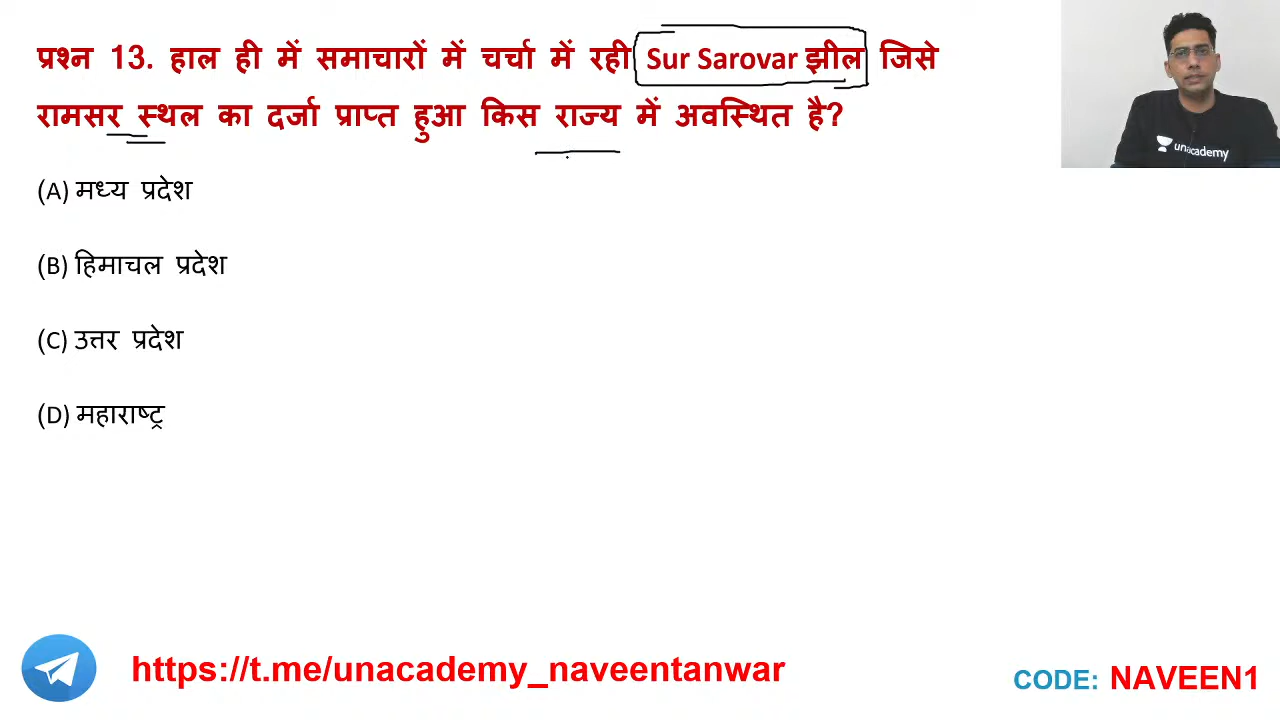 प्रश्न 13. हाल ही में समाचारों में चर्चा में रही Sur Sarovar झील जिसे
रामसर स्थल का दर्जा प्राप्त हुआ किस राज्य में अवस्थित है?
(A) मध्य प्रदेश
(B) हिमाचल प्रदेश
(C) उत्तर प्रदेश
(D) महाराष्ट्र
unacademy
https://t.me/unacademy_naveentanwar
CODE: NAVEEN1